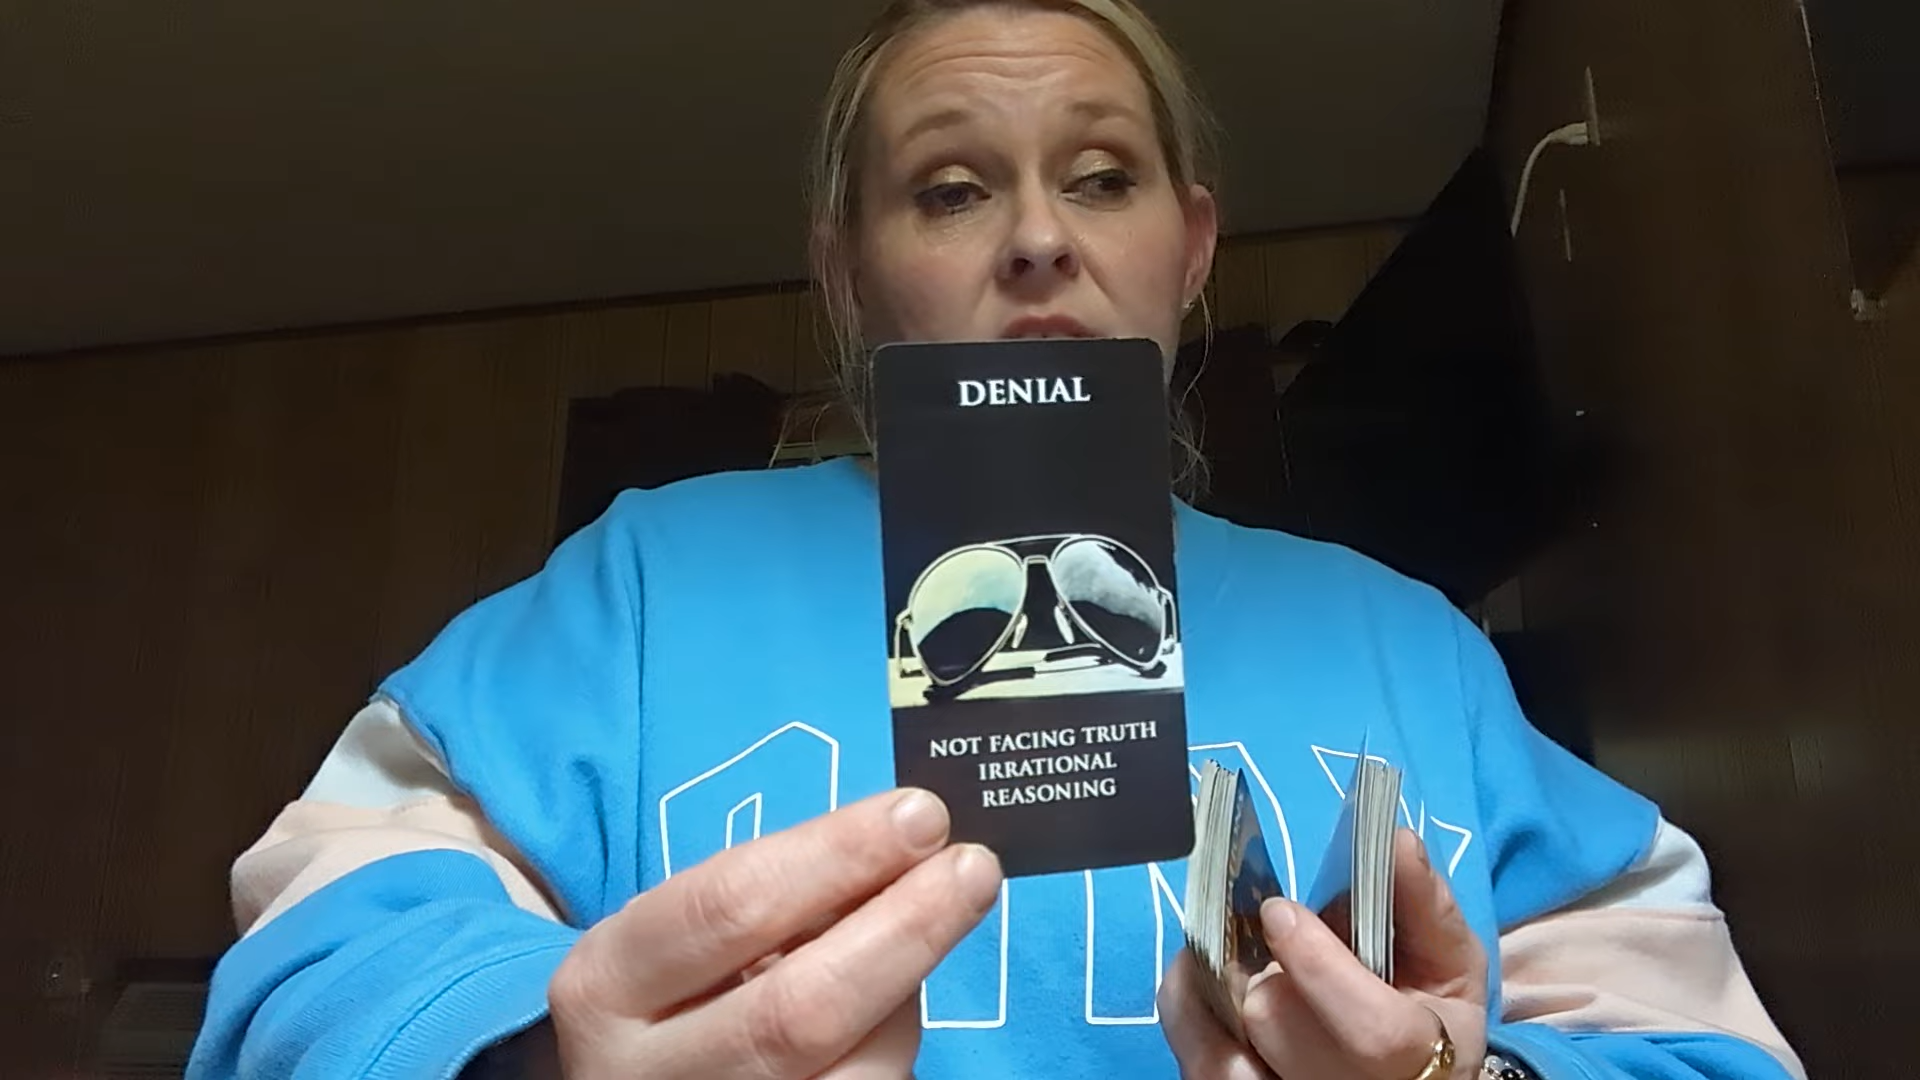 DENIAL
NOT FACING TRUTH
IRRATIONAL
REASONING